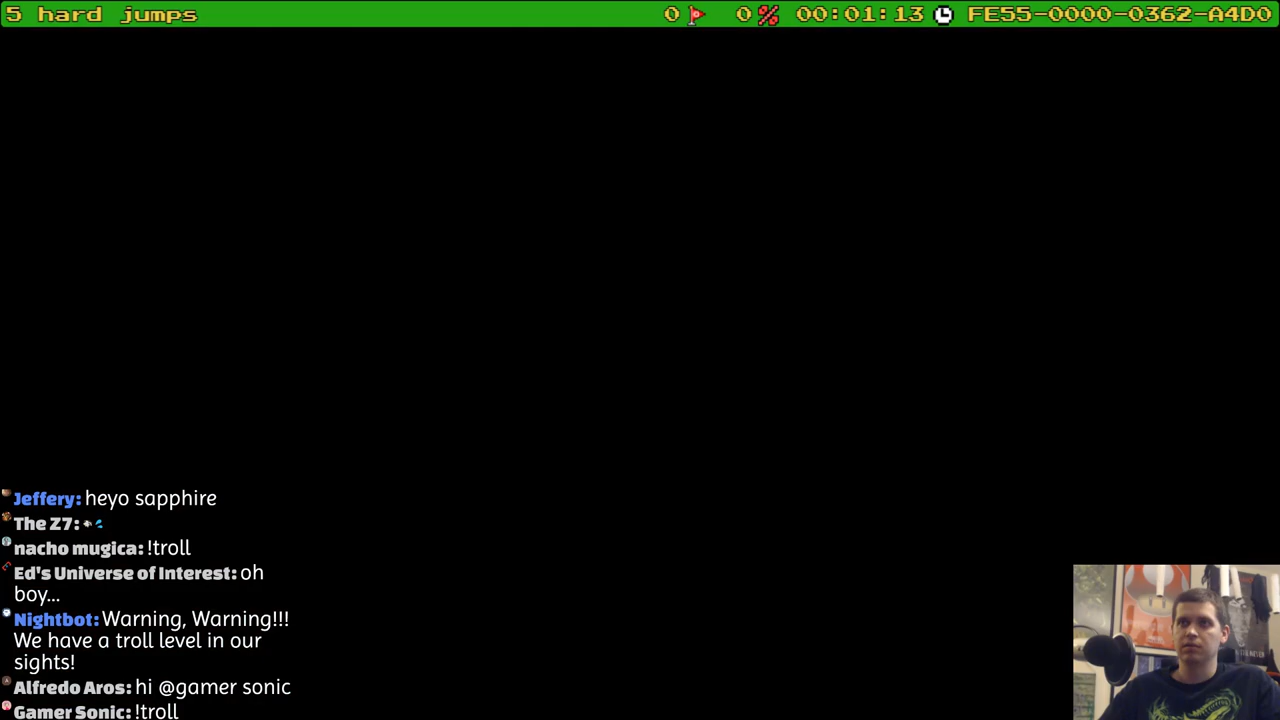 5 hard jumps 0 0% 00:01:13 FE55-0000-0362-A4D0
Jeffery: heyo sapphire
The Z7:
nacho mugica: !troll
Ed's Universe of Interest: oh
boy...
Nightbot: Warning, Warning!!!
We have a troll level in our
sights!
Alfredo Aros: hi @gamer sonic
Gamer Sonic: !troll